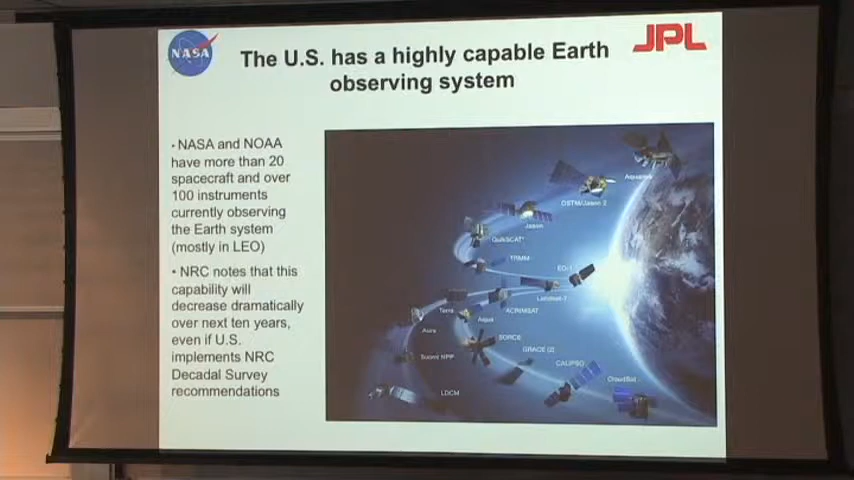 NASA
JPL
The U.S. has a highly capable Earth
observing system
• NASA and NOAA
have more than 20
spacecraft and over
100 instruments
currently observing
the Earth system
(mostly in LEO)
• NRC notes that this
capability will
decrease dramatically
over next ten years,
even if U.S.
implements NRC
Decadal Survey
recommendations
Aquarius
OSTM/Jason 2
Jason
QuikSCAT
TRMM
EO-1
Landsat-7
Terra
ACRIMSAT
Aqua
Aura
SORCE
GRACE (2)
Suomi NPP
CALIPSO
CloudSat
LDCM